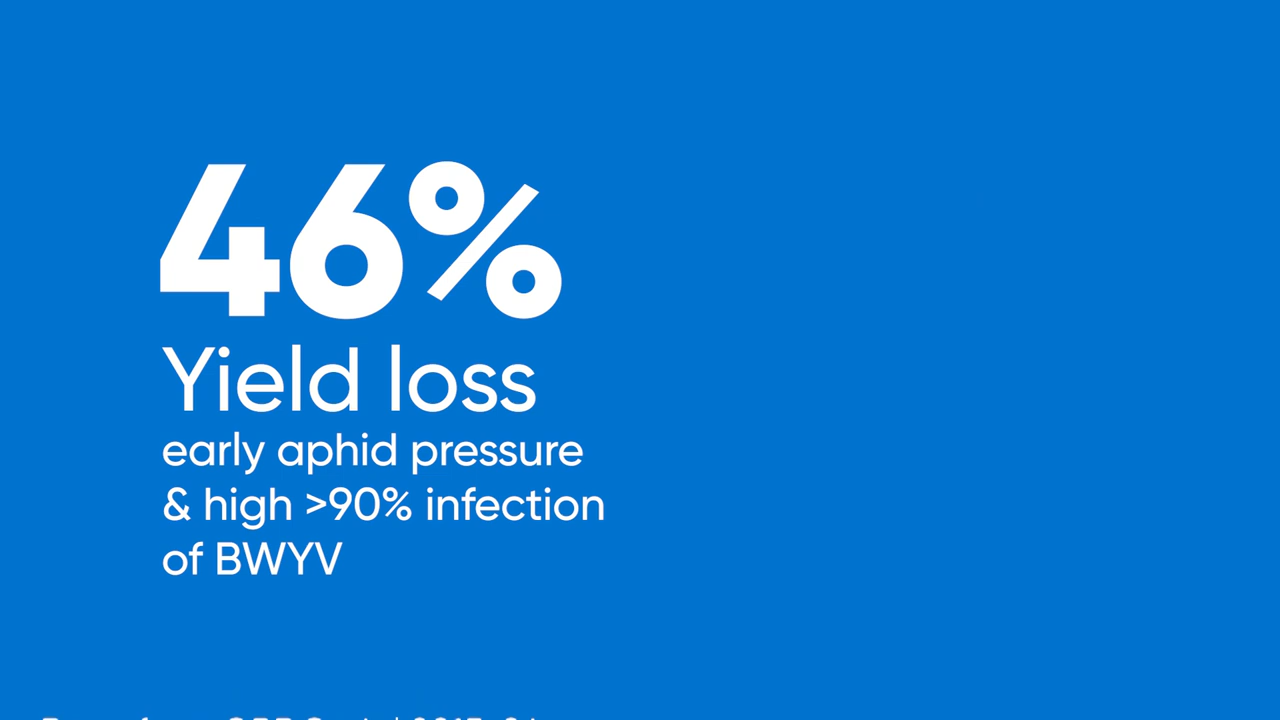 46%
Yield loss
early aphid pressure
& high >90% infection
of BWYV